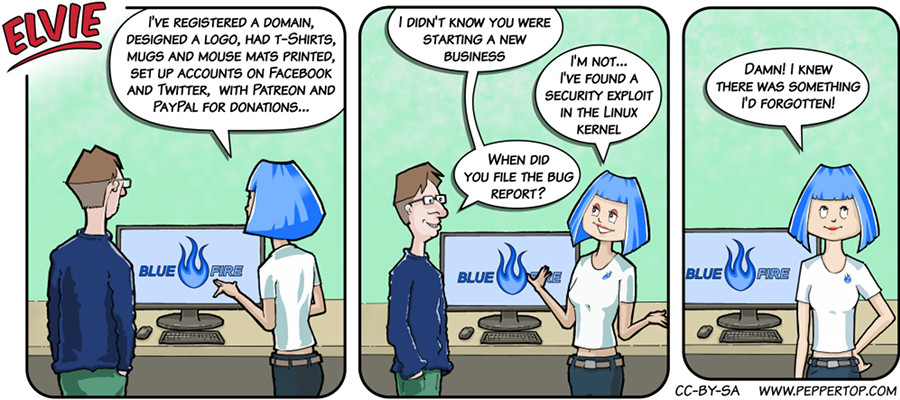 ELVIE
I'VE REGISTERED A DOMAIN,
DESIGNED A LOGO, HAD T-SHIRTS,
MUGS AND MOUSE MATS PRINTED,
SET UP ACCOUNTS ON FACEBOOK
AND TWITTER, WITH PATREON AND
PAYPAL FOR DONATIONS...
BLUE FIRE
I DIDN'T KNOW YOU WERE
STARTING A NEW
BUSINESS
I'M NOT...
I'VE FOUND A
SECURITY EXPLOIT
IN THE LINUX
KERNEL
WHEN DID
YOU FILE THE BUG
REPORT?
BLUE FIRE
DAMN! I KNEW
THERE WAS SOMETHING
I'D FORGOTTEN!
BLUE FIRE
CC-BY-SA WWW.PEPPERTOP.COM